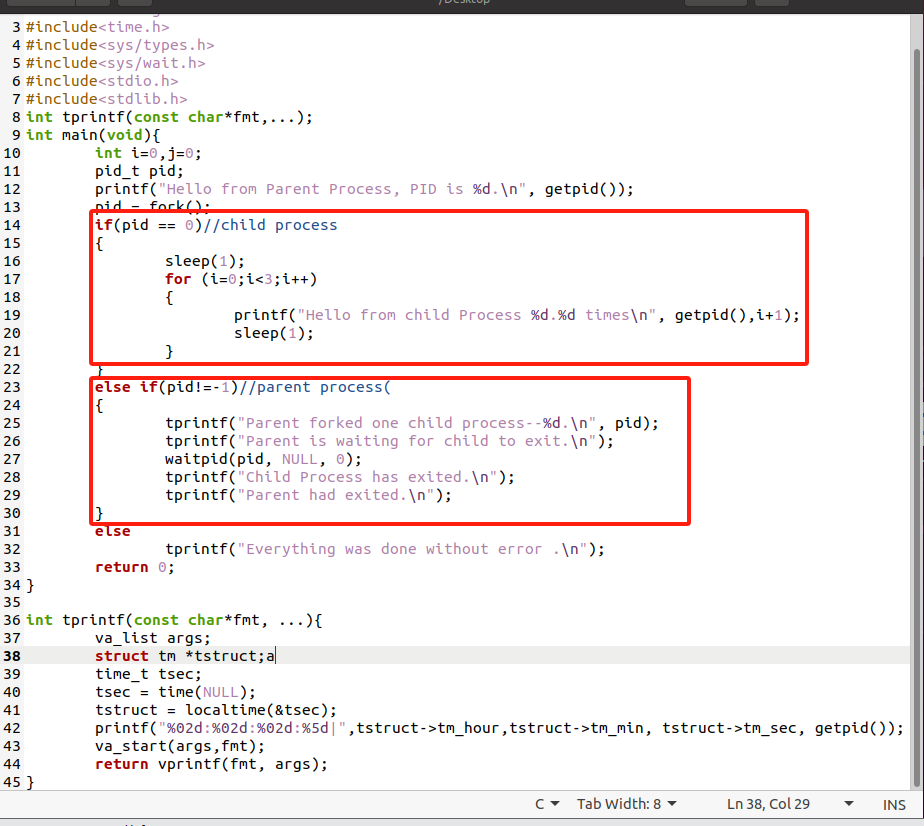 /Desktop
3 #include<time.h>
4 #include<sys/types.h>
5 #include<sys/wait.h>
6 #include<stdio.h>
7 #include<stdlib.h>
8 int tprintf(const char*fmt,...);
9 int main(void){
10 int i=0,j=0;
11 pid_t pid;
12 printf("Hello from Parent Process, PID is %d.\n", getpid());
13 pid = fork();
14 if(pid == 0)//child process
15 {
16 sleep(1);
17 for (i=0;i<3;i++)
18 {
19 printf("Hello from child Process %d.%d times\n", getpid(),i+1);
20 sleep(1);
21 }
22 }
23 else if(pid!=-1)//parent process(
24 {
25 tprintf("Parent forked one child process--%d.\n", pid);
26 tprintf("Parent is waiting for child to exit.\n");
27 waitpid(pid, NULL, 0);
28 tprintf("Child Process has exited.\n");
29 tprintf("Parent had exited.\n");
30 }
31 else
32 tprintf("Everything was done without error .\n");
33 return 0;
34 }
35
36 int tprintf(const char*fmt, ...){
37 va_list args;
38 struct tm *tstruct;a
39 time_t tsec;
40 tsec = time(NULL);
41 tstruct = localtime(&tsec);
42 printf("%02d:%02d:%02d:%5d|",tstruct->tm_hour,tstruct->tm_min, tstruct->tm_sec, getpid());
43 va_start(args,fmt);
44 return vprintf(fmt, args);
45 }
C Tab Width: 8 Ln 38, Col 29 INS